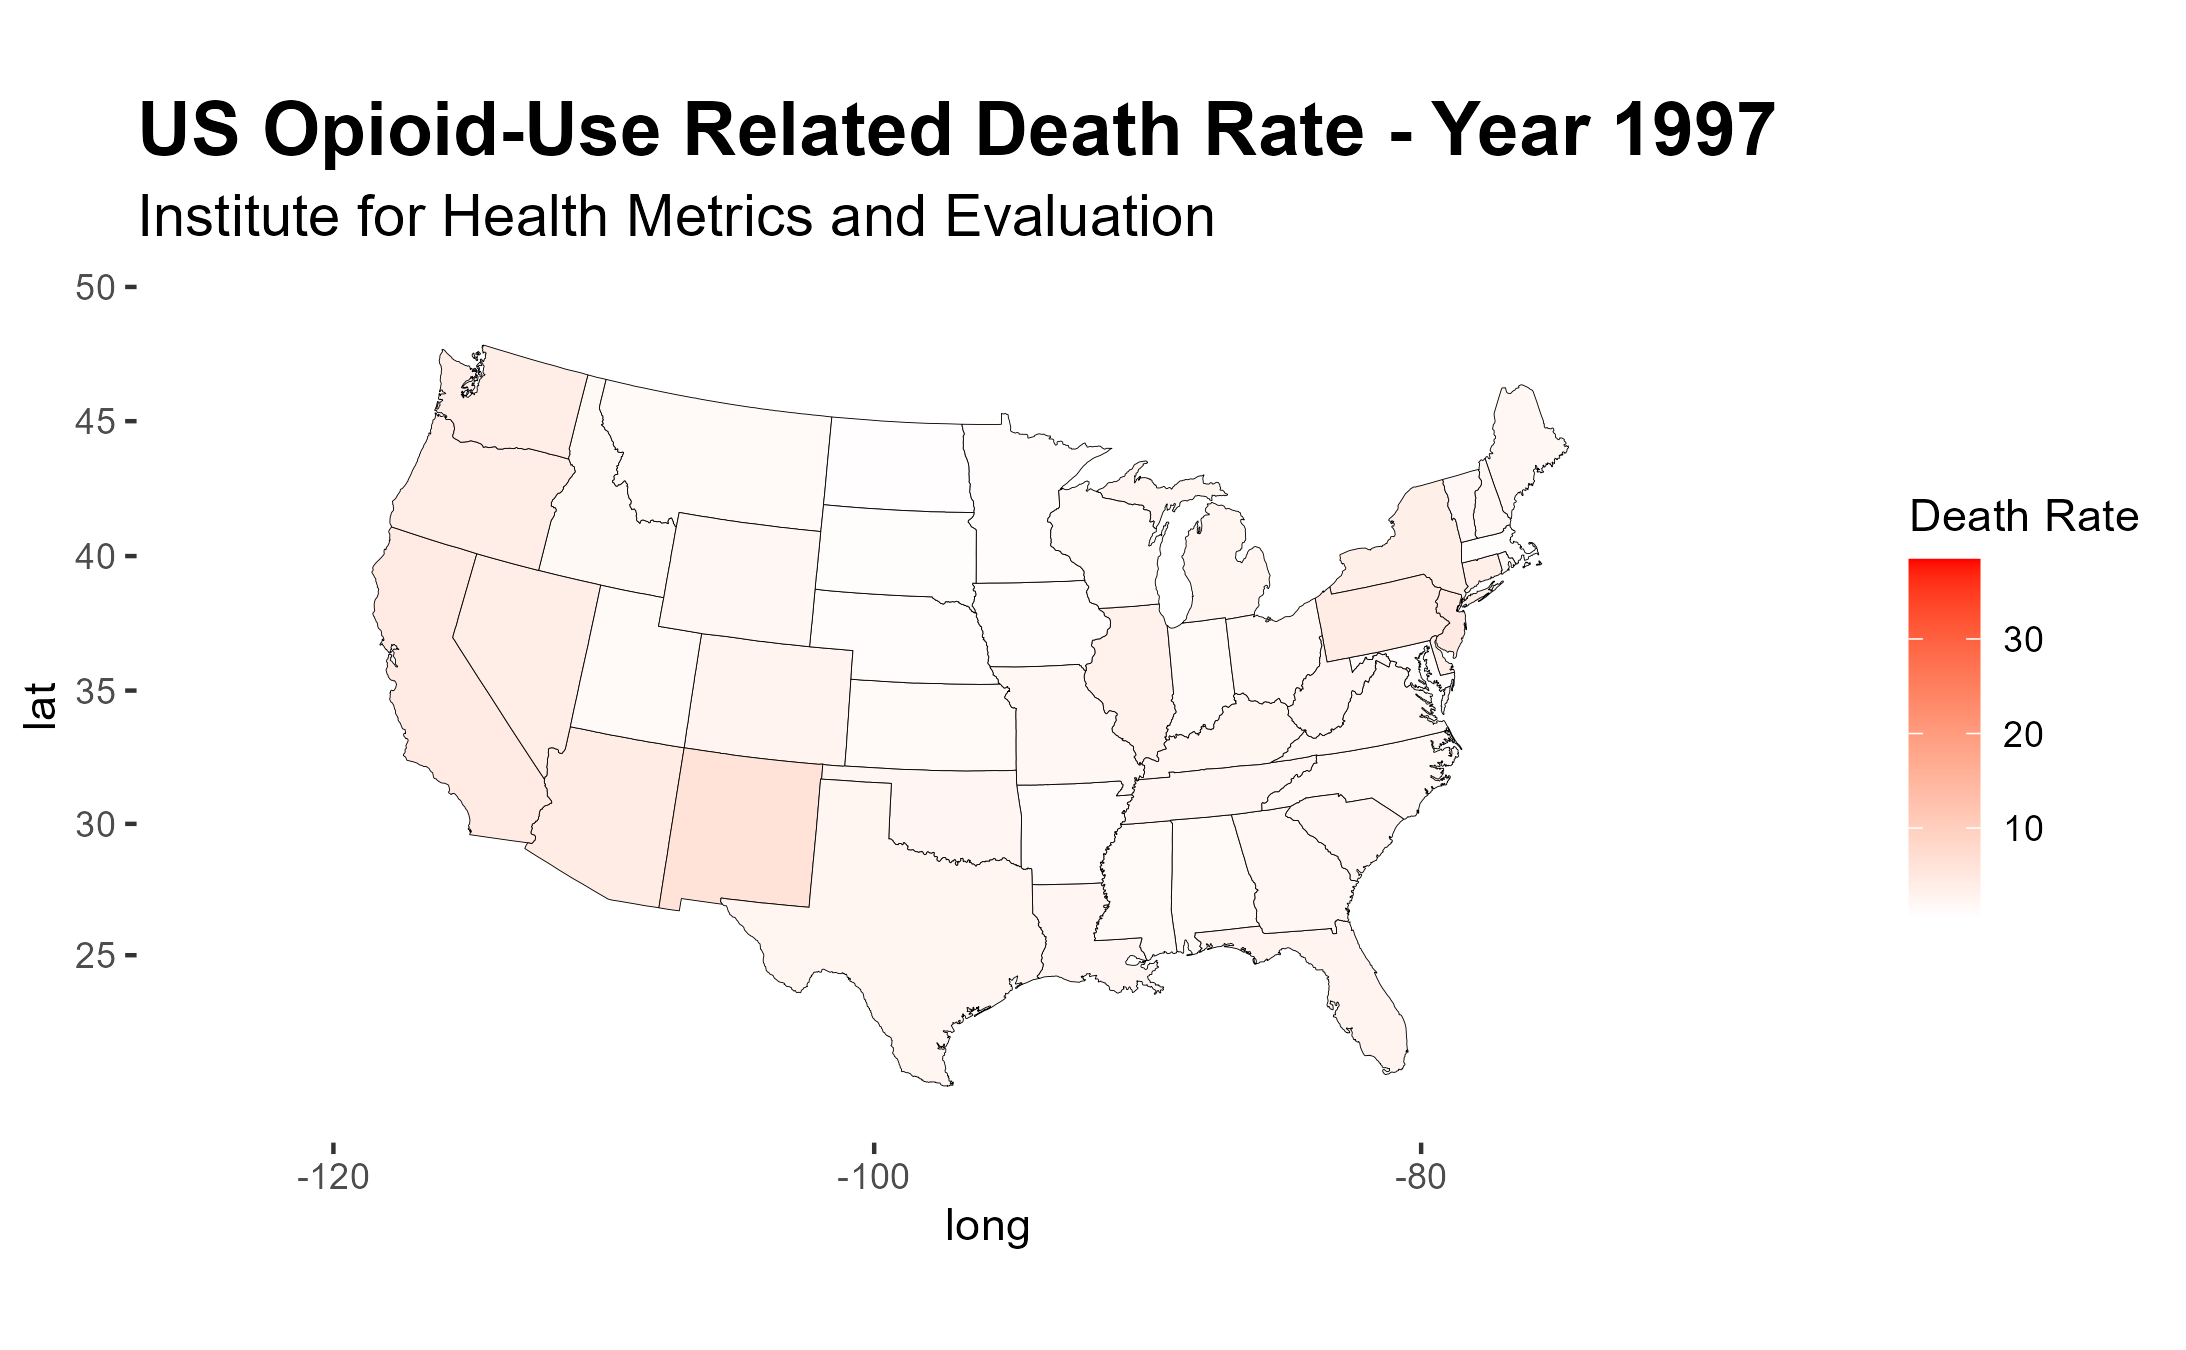 US Opioid-Use Related Death Rate - Year 1997
Institute for Health Metrics and Evaluation
50
45
40
35
30
25
lat
-120
-100
-80
long
Death Rate
30
20
10